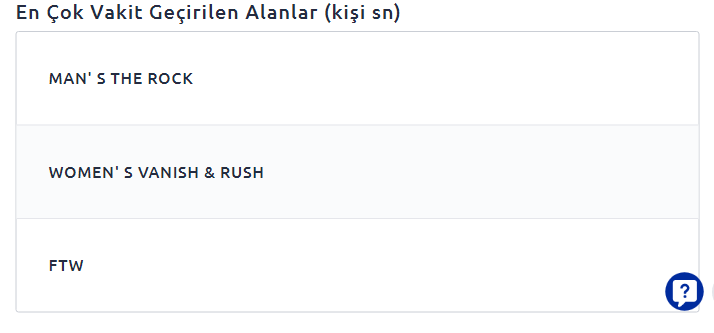 En Çok Vakit Geçirilen Alanlar (kişi sn)
MAN' S THE ROCK
WOMEN' S VANISH & RUSH
FTW
?